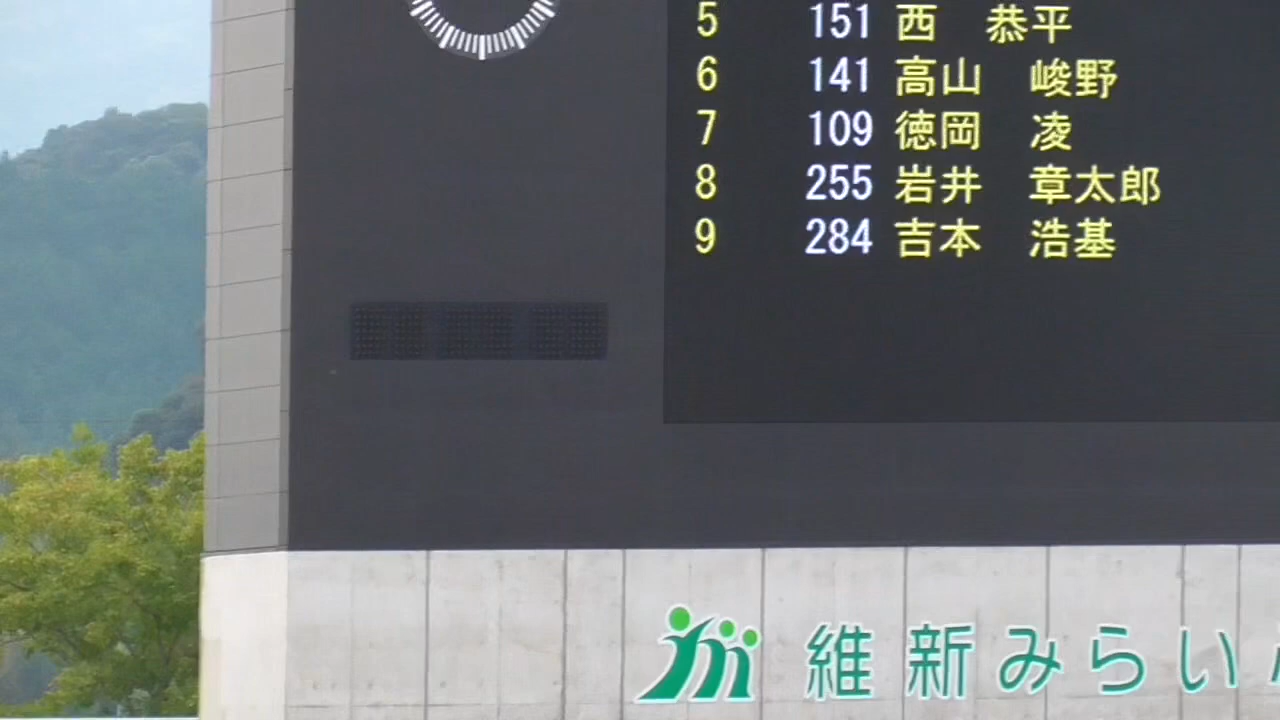 5 151 西 恭平
6 141 高山 峻野
7 109 徳岡 凌
8 255 岩井 章太郎
9 284 吉本 浩基
維新みらい